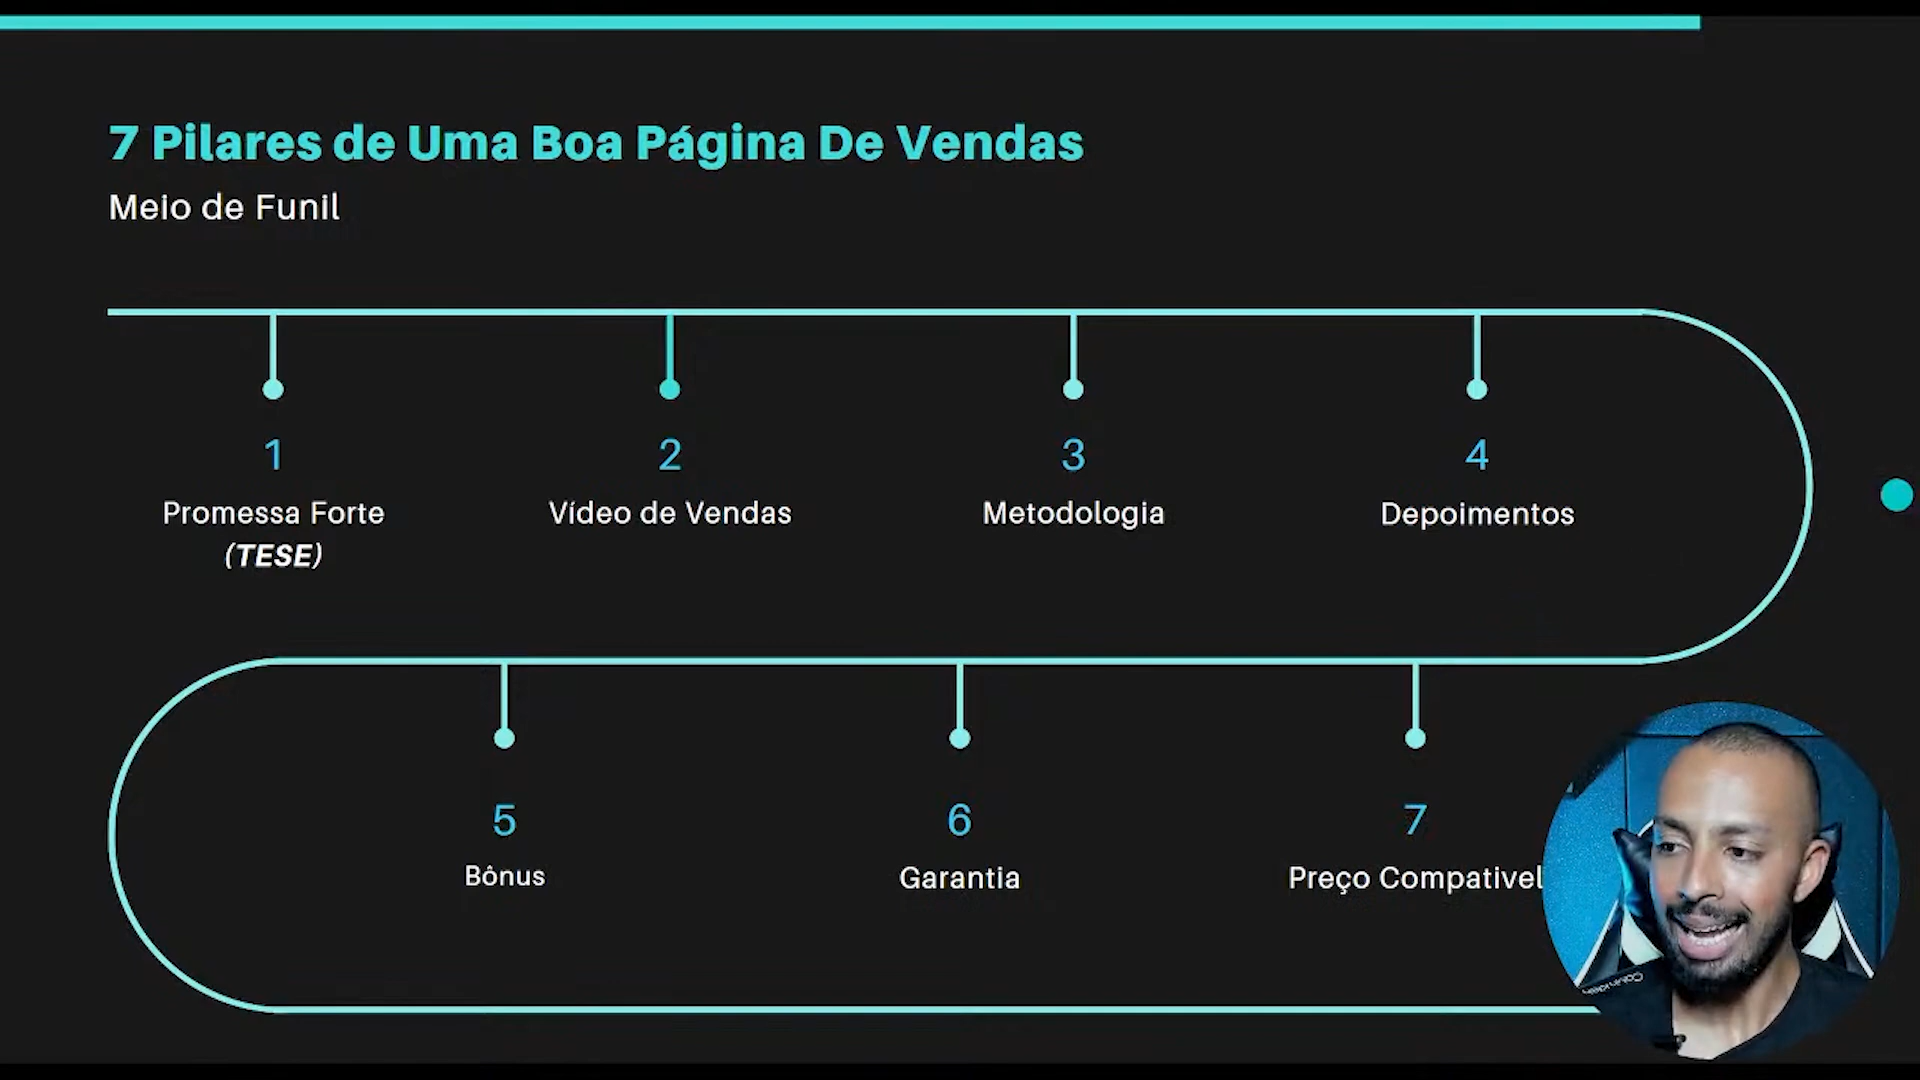 7 Pilares de Uma Boa Página De Vendas
Meio de Funil
1
Promessa Forte
(TESE)
2
Vídeo de Vendas
3
Metodologia
4
Depoimentos
5
Bônus
6
Garantia
7
Preço Compativel